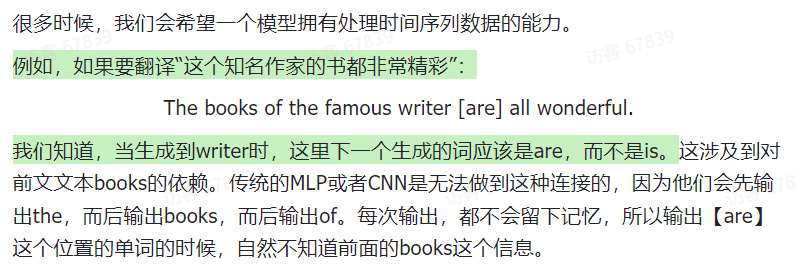 很多时候，我们会希望一个模型拥有处理时间序列数据的能力。
例如，如果要翻译“这个知名作家的书都非常精彩”：
The books of the famous writer [are] all wonderful.
我们知道，当生成到writer时，这里下一个生成的词应该是are，而不是is。这涉及到对
前文文本books的依赖。传统的MLP或者CNN是无法做到这种连接的，因为他们会先输
出the，而后输出books，而后输出of。每次输出，都不会留下记忆，所以输出【are】
这个位置的单词的时候，自然不知道前面的books这个信息。
访客 67839